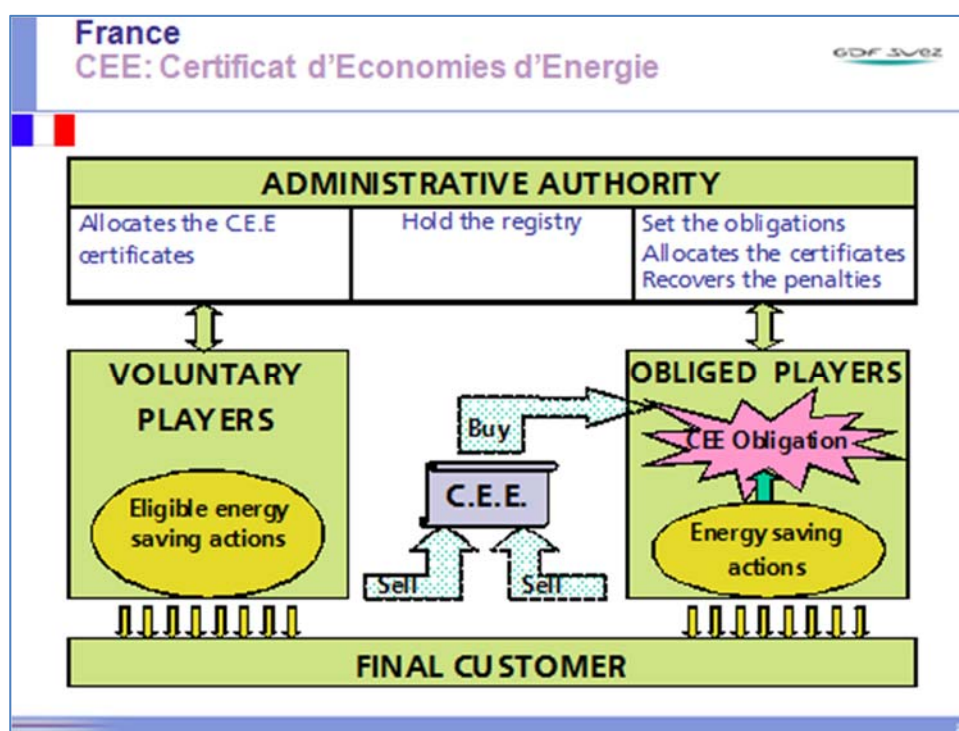 France
CEE: Certificat d'Economies d'Energie
GDF SUEZ
ADMINISTRATIVE AUTHORITY
Allocates the C.E.E
certificates
Hold the registry
Set the obligations
Allocates the certificates
Recovers the penalties
VOLUNTARY
PLAYERS
Eligible energy
saving actions
Buy
C.E.E.
Sell
Sell
OBLIGED PLAYERS
CEE Obligation
Energy saving
actions
FINAL CUSTOMER